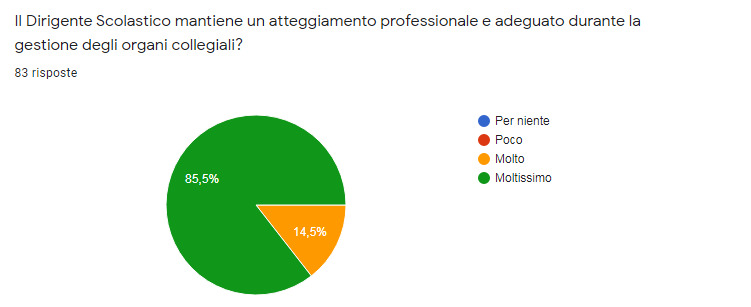 Il Dirigente Scolastico mantiene un atteggiamento professionale e adeguato durante la
gestione degli organi collegiali?
83 risposte
Per niente
Poco
Molto
Moltissimo
85,5%
14,5%